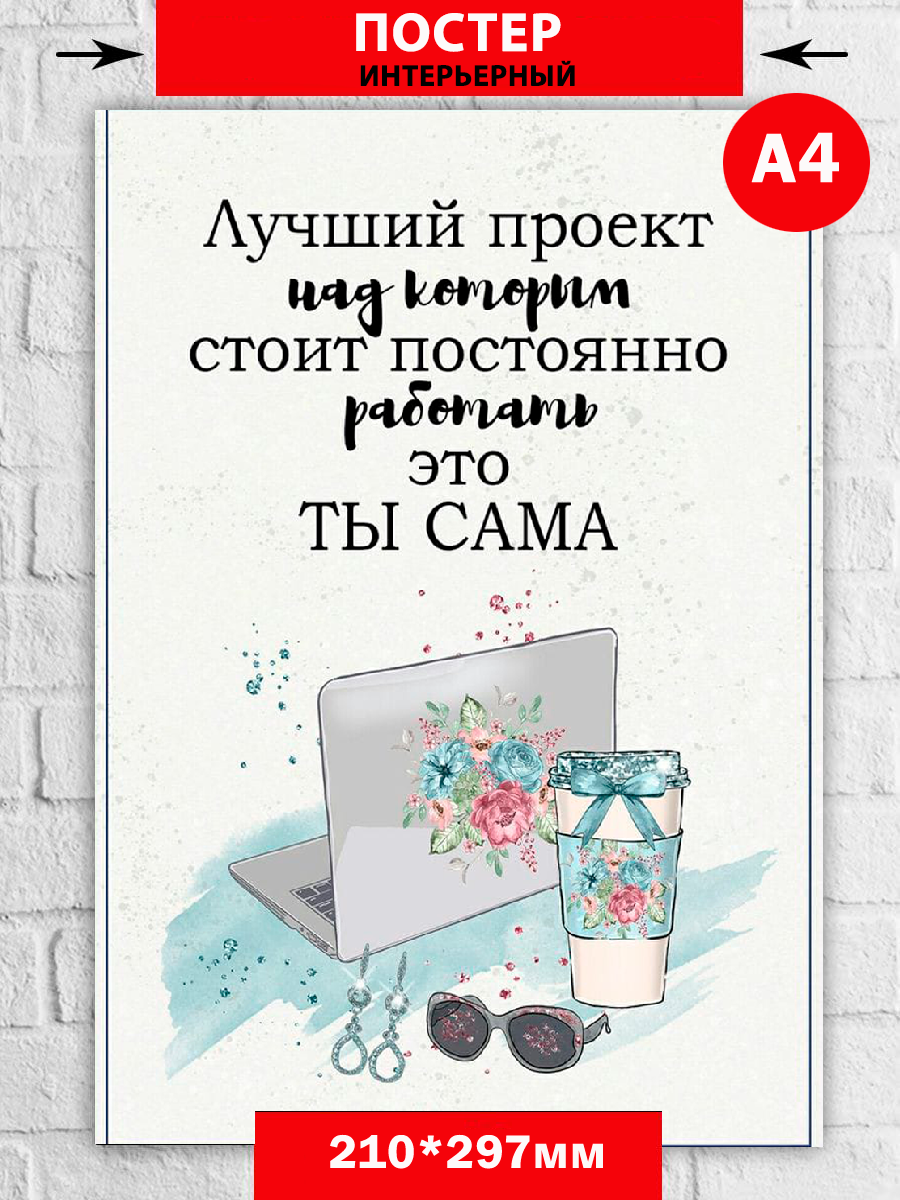 ПОСТЕР
ИНТЕРЬЕРНЫЙ
А4
Лучший проект
над которым
стоит постоянно
работать
это
ТЫ САМА
210*297мм